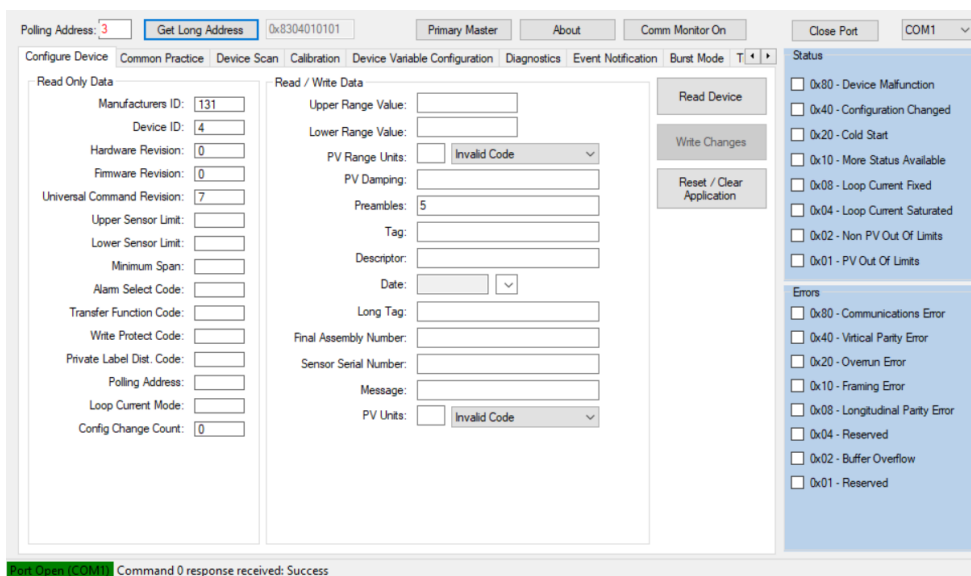 Polling Address: 3 Get Long Address 0x8304010101 Primary Master About Comm Monitor On Close Port COM1
Configure Device Common Practice Device Scan Calibration Device Variable Configuration Diagnostics Event Notification Burst Mode T
Read Only Data
Manufacturers ID: 131
Device ID: 4
Hardware Revision: 0
Firmware Revision: 0
Universal Command Revision: 7
Upper Sensor Limit:
Lower Sensor Limit:
Minimum Span:
Alarm Select Code:
Transfer Function Code:
Write Protect Code:
Private Label Dist. Code:
Polling Address:
Loop Current Mode:
Config Change Count: 0
Read / Write Data
Upper Range Value:
Lower Range Value:
PV Range Units: Invalid Code
PV Damping:
Preambles: 5
Tag:
Descriptor:
Date:
Long Tag:
Final Assembly Number:
Sensor Serial Number:
Message:
PV Units: Invalid Code
Read Device
Write Changes
Reset / Clear
Application
Status
0x80 - Device Malfunction
0x40 - Configuration Changed
0x20 - Cold Start
0x10 - More Status Available
0x08 - Loop Current Fixed
0x04 - Loop Current Saturated
0x02 - Non PV Out Of Limits
0x01 - PV Out Of Limits
Errors
0x80 - Communications Error
0x40 - Virtical Parity Error
0x20 - Overrun Error
0x10 - Framing Error
0x08 - Longitudinal Parity Error
0x04 - Reserved
0x02 - Buffer Overflow
0x01 - Reserved
Port Open (COM1) Command 0 response received: Success